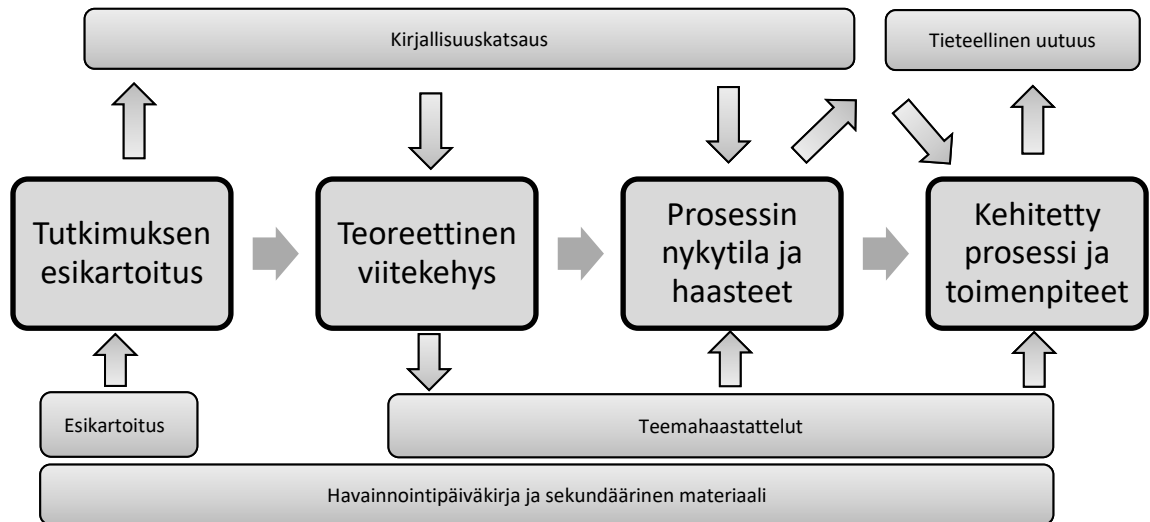 Kirjallisuuskatsaus
Tieteellinen uutuus
Tutkimuksen
esikartoitus
Teoreettinen
viitekehys
Prosessin
nykytila ja
haasteet
Kehitetty
prosessi ja
toimenpiteet
Esikartoitus
Teemahaastattelut
Havainnointipäiväkirja ja sekundäärinen materiaali